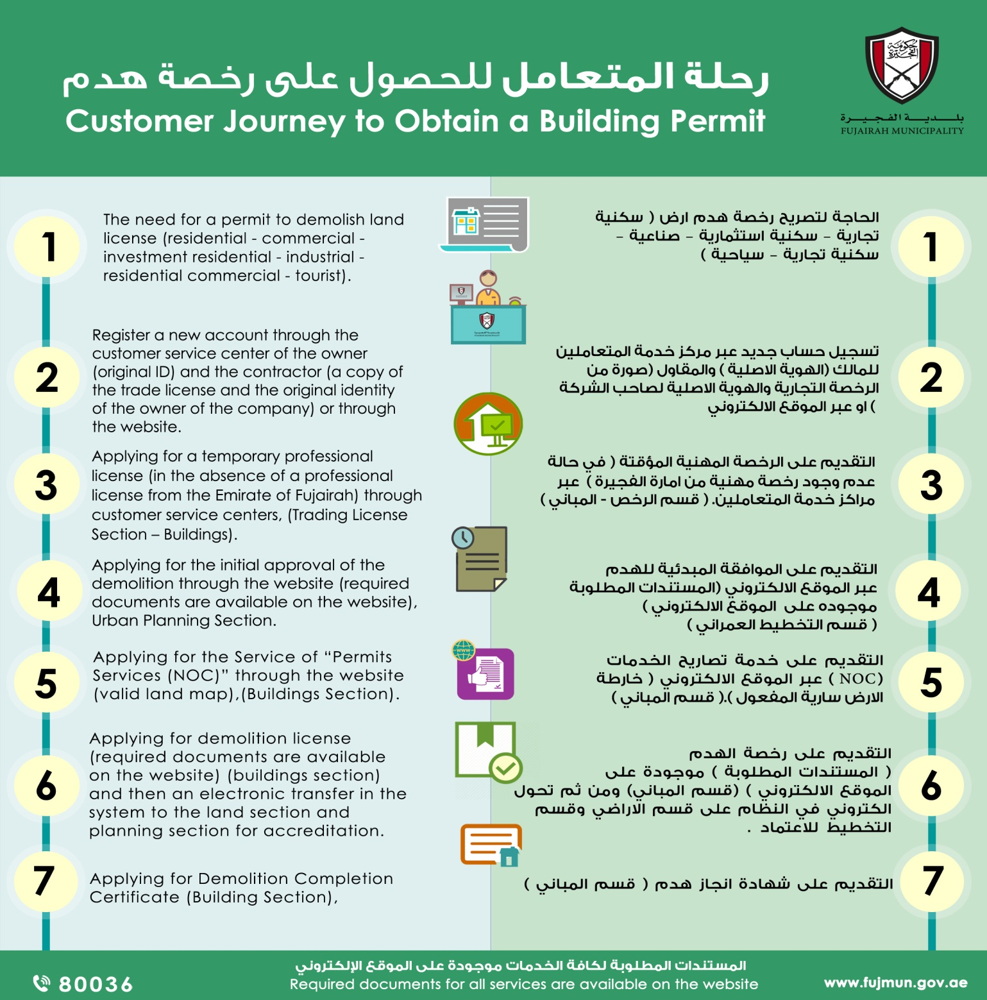 رحلة المتعامل للحصول على رخصة هدم
Customer Journey to Obtain a Building Permit
حكومة الفجيرة
بلـــديـــة الفـجـيـــرة
FUJAIRAH MUNICIPALITY
1
The need for a permit to demolish land
license (residential - commercial -
investment residential - industrial -
residential commercial - tourist).
2
Register a new account through the
customer service center of the owner
(original ID) and the contractor (a copy of
the trade license and the original identity
of the owner of the company) or through
the website.
3
Applying for a temporary professional
license (in the absence of a professional
license from the Emirate of Fujairah) through
customer service centers, (Trading License
Section – Buildings).
4
Applying for the initial approval of the
demolition through the website (required
documents are available on the website),
Urban Planning Section.
5
Applying for the Service of “Permits
Services (NOC)” through the website
(valid land map),(Buildings Section).
6
Applying for demolition license
(required documents are available
on the website) (buildings section)
and then an electronic transfer in the
system to the land section and
planning section for accreditation.
7
Applying for Demolition Completion
Certificate (Building Section),
www
1
الحاجة لتصريح رخصة هدم ارض ( سكنية
تجارية - سكنية استثمارية - صناعية -
سكنية تجارية - سياحية )
2
تسجيل حساب جديد عبر مركز خدمة المتعاملين
للمالك (الهوية الاصلية ) والمقاول (صورة من
الرخصة التجارية والهوية الاصلية لصاحب الشركة
) او عبر الموقع الالكتروني
3
التقديم على الرخصة المهنية المؤقتة ( في حالة
عدم وجود رخصة مهنية من امارة الفجيرة ) عبر
مراكز خدمة المتعاملين. ( قسم الرخص - المباني )
4
التقديم على الموافقة المبدئية للهدم
عبر الموقع الالكتروني (المستندات المطلوبة
موجوده على الموقع الالكتروني )
( قسم التخطيط العمراني )
5
التقديم على خدمة تصاريح الخدمات
(NOC ) عبر الموقع الالكتروني ( خارطة
الارض سارية المفعول ).( قسم المباني )
6
التقديم على رخصة الهدم
( المستندات المطلوبة ) موجودة على
الموقع الالكتروني ) (قسم المباني) ومن ثم تحول
الكتروني في النظام على قسم الاراضي وقسم
التخطيط للاعتماد .
7
التقديم على شهادة انجاز هدم ( قسم المباني )
المستندات المطلوبة لكافة الخدمات موجودة على الموقع الإلكتروني
80036
Required documents for all services are available on the website
www.fujmun.gov.ae